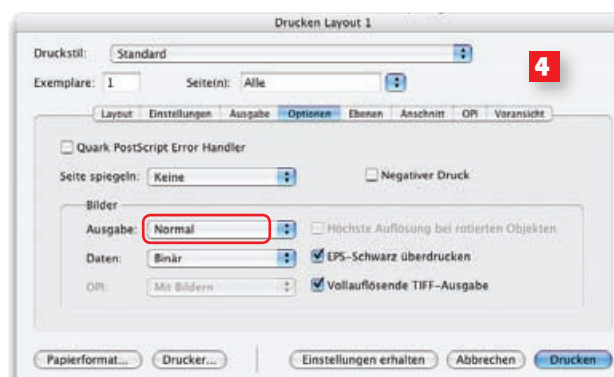 Drucken Layout 1
Druckstil: Standard
4
Exemplare: 1 Seite(n): Alle
Layout Einstellungen Ausgabe Optionen Ebenen Anschnitt OPI Voransicht
Quark PostScript Error Handler
Seite spiegeln: Keine Negativer Druck
Bilder
Ausgabe: Normal Höchste Auflösung bei rotierten Objekten
Daten: Binär EPS-Schwarz überdrucken
OPI: Mit Bildern Vollauflösende TIFF-Ausgabe
Papierformat... Drucker... Einstellungen erhalten Abbrechen Drucken